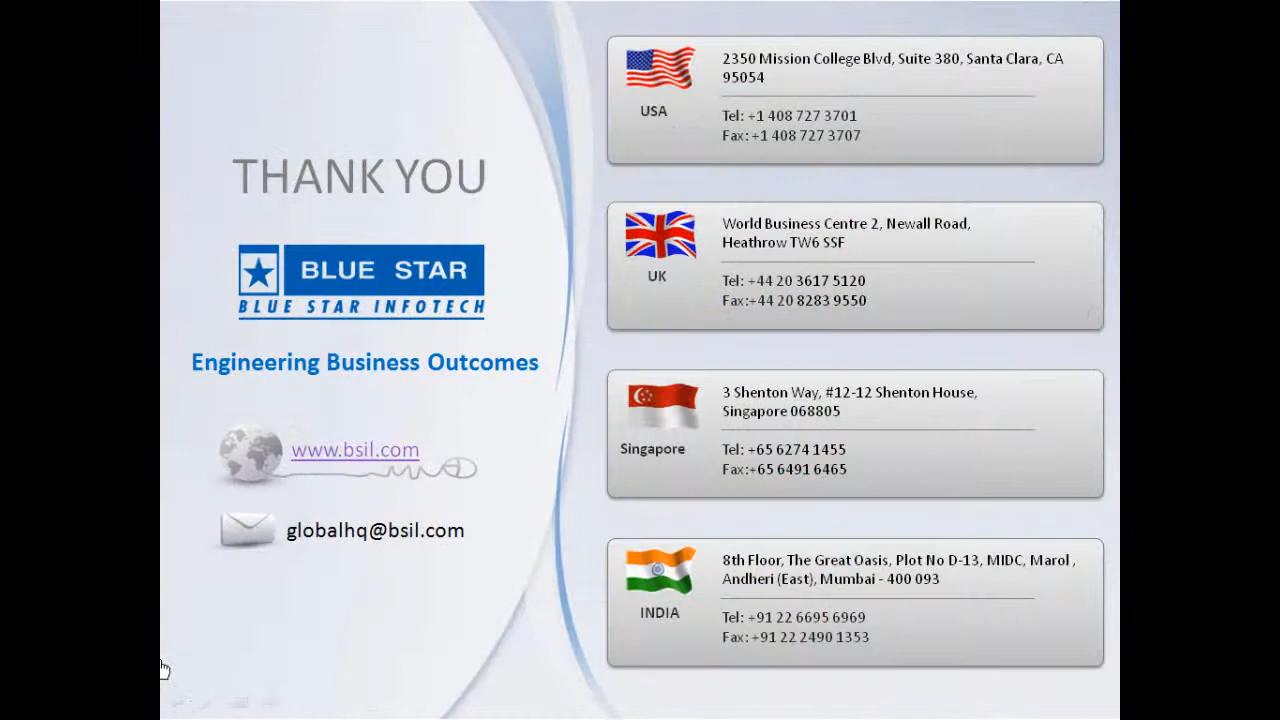 THANK YOU
BLUE STAR
BLUE STAR INFOTECH
Engineering Business Outcomes
www.bsil.com
globalhq@bsil.com
2350 Mission College Blvd, Suite 380, Santa Clara, CA
95054
USA
Tel: +1 408 727 3701
Fax: +1 408 727 3707
World Business Centre 2, Newall Road,
Heathrow TW6 SSF
UK
Tel: +44 20 3617 5120
Fax:+44 20 8283 9550
3 Shenton Way, #12-12 Shenton House,
Singapore 068805
Singapore
Tel: +65 6274 1455
Fax:+65 6491 6465
8th Floor, The Great Oasis, Plot No D-13, MIDC, Marol ,
Andheri (East), Mumbai - 400 093
INDIA
Tel: +91 22 6695 6969
Fax: +91 22 2490 1353